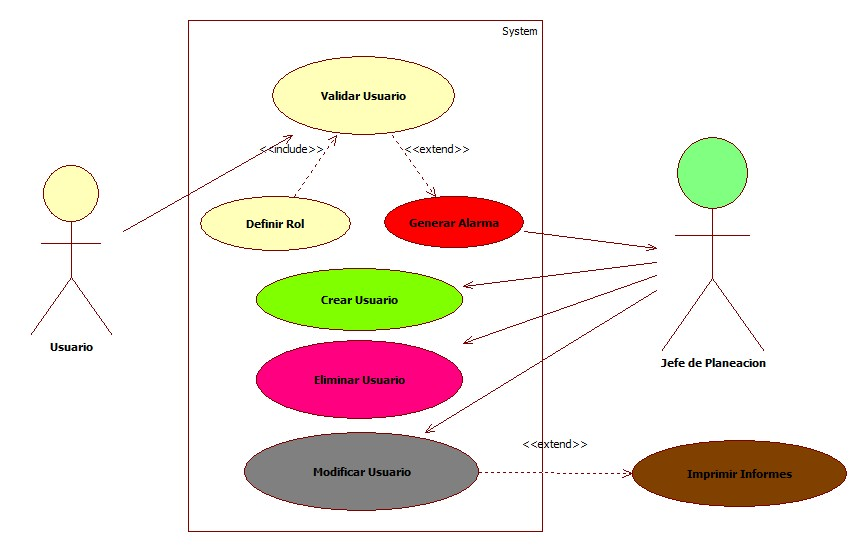 System
Validar Usuario
<<include>>
<<extend>>
Definir Rol
Generar Alarma
Crear Usuario
Usuario
Jefe de Planeacion
Eliminar Usuario
<<extend>>
Modificar Usuario
Imprimir Informes